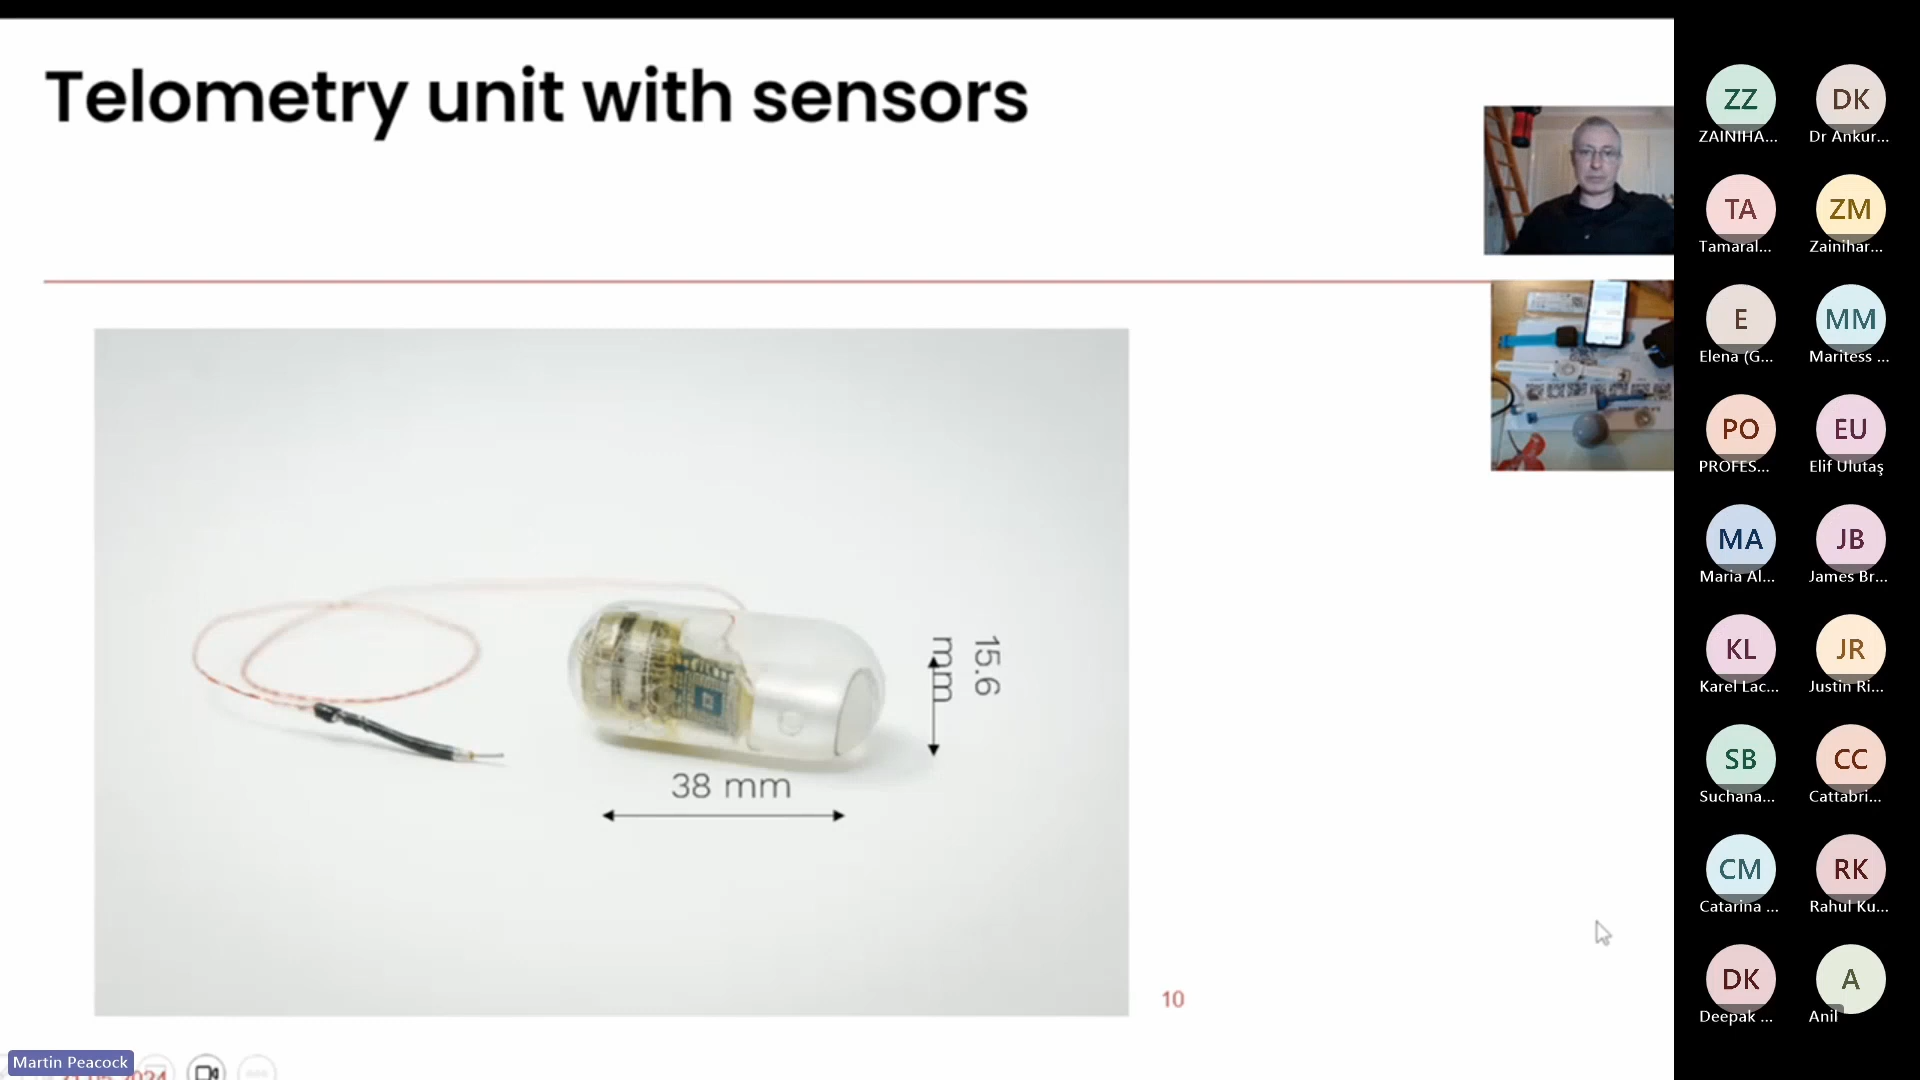 Telometry unit with sensors
15.6
mm
38 mm
10
Martin Peacock
ZZ
ZAINIHA...
DK
Dr Ankur...
TA
Tamaral...
ZM
Zainihar...
E
Elena (G...
MM
Maritess ...
PO
PROFES...
EU
Elif Ulutaş
MA
Maria Al...
JB
James Br...
KL
Karel Lac...
JR
Justin Ri...
SB
Suchana...
CC
Cattabri...
CM
Catarina ...
RK
Rahul Ku...
DK
Deepak ...
A
Anil